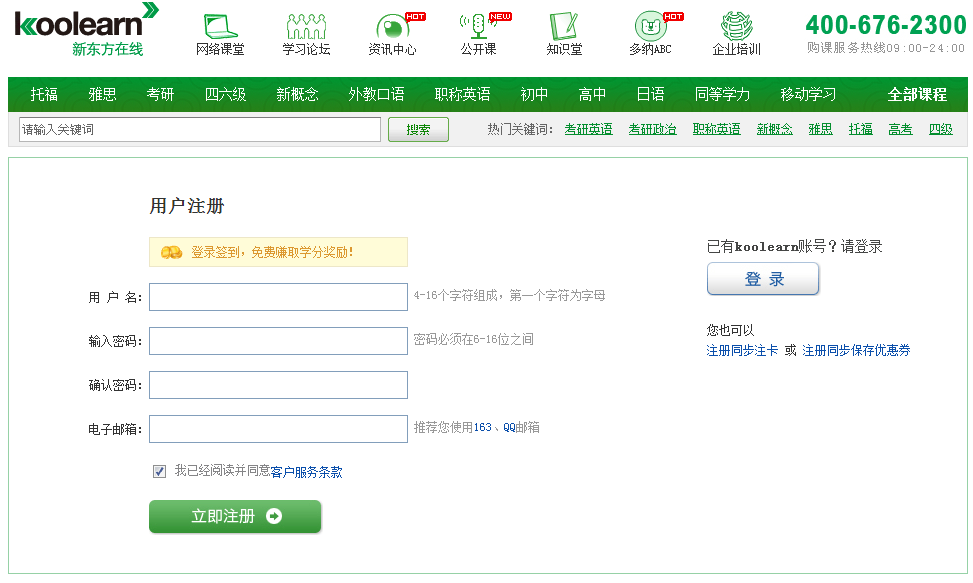 koolearn
新东方在线
网络课堂 学习论坛 HOT 资讯中心 NEW 公开课 知识堂 HOT 多纳ABC 企业培训
400-676-2300
购课服务热线09:00-24:00
托福 雅思 考研 四六级 新概念 外教口语 职称英语 初中 高中 日语 同等学力 移动学习 全部课程
请输入关键词 搜索 热门关键词: 考研英语 考研政治 职称英语 新概念 雅思 托福 高考 四级
用户注册
登录签到，免费赚取学分奖励!
用 户 名: 4-16个字符组成，第一个字符为字母
输入密码: 密码必须在6-16位之间
确认密码:
电子邮箱: 推荐您使用163、QQ邮箱
我已经阅读并同意客户服务条款
立即注册
已有koolearn账号？请登录
登 录
您也可以
注册同步注卡 或 注册同步保存优惠券